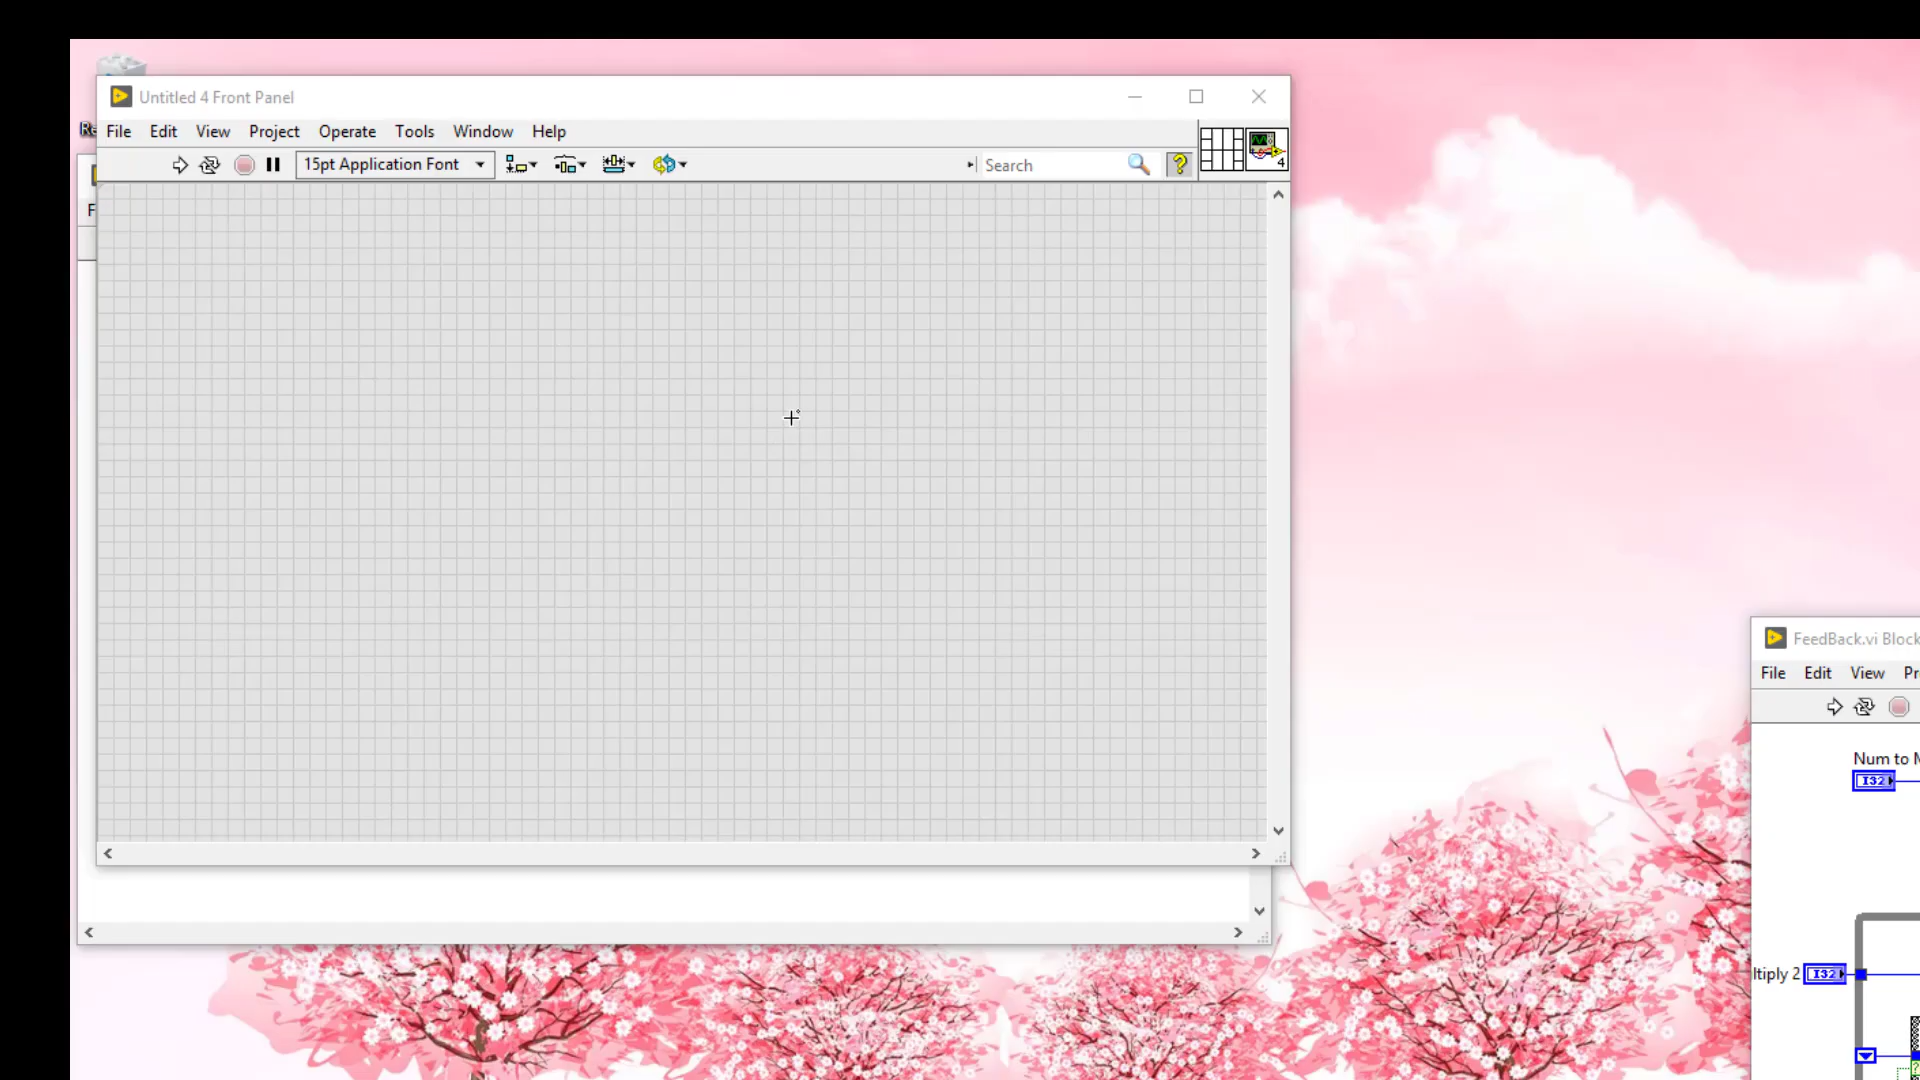 Untitled 4 Front Panel
File Edit View Project Operate Tools Window Help
15pt Application Font
Search
?
4
F
FeedBack.vi Block
File Edit View
Num to
I32
ltiply 2 I32